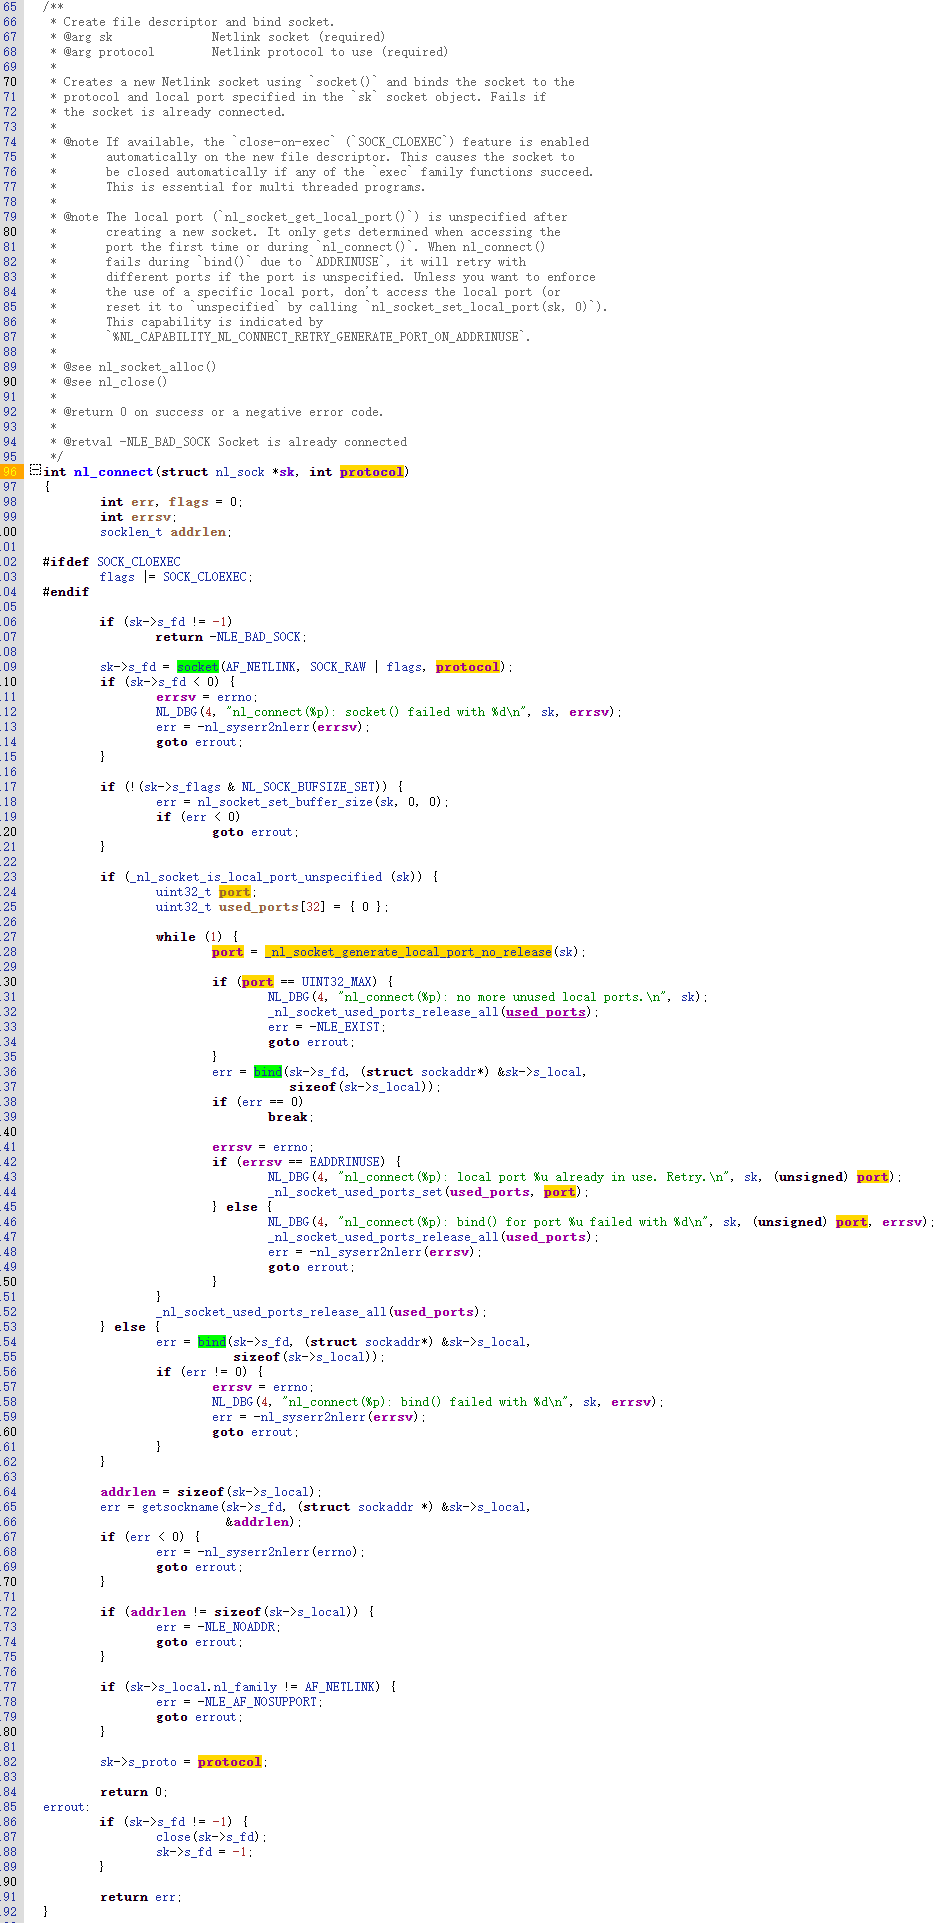 65 /**
66  * Create file descriptor and bind socket.
67  * @arg sk              Netlink socket (required)
68  * @arg protocol        Netlink protocol to use (required)
69  *
70  * Creates a new Netlink socket using `socket()` and binds the socket to the
71  * protocol and local port specified in the `sk` socket object. Fails if
72  * the socket is already connected.
73  *
74  * @note If available, the `close-on-exec` (`SOCK_CLOEXEC`) feature is enabled
75  *       automatically on the new file descriptor. This causes the socket to
76  *       be closed automatically if any of the `exec` family functions succeed.
77  *       This is essential for multi threaded programs.
78  *
79  * @note The local port (`nl_socket_get_local_port()`) is unspecified after
80  *       creating a new socket. It only gets determined when accessing the
81  *       port the first time or during `nl_connect()`. When nl_connect()
82  *       fails during `bind()` due to `ADDRINUSE`, it will retry with
83  *       different ports if the port is unspecified. Unless you want to enforce
84  *       the use of a specific local port, don't access the local port (or
85  *       reset it to `unspecified` by calling `nl_socket_set_local_port(sk, 0)`).
86  *       This capability is indicated by
87  *       `%NL_CAPABILITY_NL_CONNECT_RETRY_GENERATE_PORT_ON_ADDRINUSE`.
88  *
89  * @see nl_socket_alloc()
90  * @see nl_close()
91  *
92  * @return 0 on success or a negative error code.
93  *
94  * @retval -NLE_BAD_SOCK Socket is already connected
95  */
96 int nl_connect(struct nl_sock *sk, int protocol)
97 {
98         int err, flags = 0;
99         int errsv;
00         socklen_t addrlen;
01
02 #ifdef SOCK_CLOEXEC
03         flags |= SOCK_CLOEXEC;
04 #endif
05
06         if (sk->s_fd != -1)
07                 return -NLE_BAD_SOCK;
08
09         sk->s_fd = socket(AF_NETLINK, SOCK_RAW | flags, protocol);
10         if (sk->s_fd < 0) {
11                 errsv = errno;
12                 NL_DBG(4, "nl_connect(%p): socket() failed with %d\n", sk, errsv);
13                 err = -nl_syserr2nlerr(errsv);
14                 goto errout;
15         }
16
17         if (!(sk->s_flags & NL_SOCK_BUFSIZE_SET)) {
18                 err = nl_socket_set_buffer_size(sk, 0, 0);
19                 if (err < 0)
20                         goto errout;
21         }
22
23         if (_nl_socket_is_local_port_unspecified (sk)) {
24                 uint32_t port;
25                 uint32_t used_ports[32] = { 0 };
26
27                 while (1) {
28                         port = _nl_socket_generate_local_port_no_release(sk);
29
30                         if (port == UINT32_MAX) {
31                                 NL_DBG(4, "nl_connect(%p): no more unused local ports.\n", sk);
32                                 _nl_socket_used_ports_release_all(used_ports);
33                                 err = -NLE_EXIST;
34                                 goto errout;
35                         }
36                         err = bind(sk->s_fd, (struct sockaddr*) &sk->s_local,
37                                    sizeof(sk->s_local));
38                         if (err == 0)
39                                 break;
40
41                         errsv = errno;
42                         if (errsv == EADDRINUSE) {
43                                 NL_DBG(4, "nl_connect(%p): local port %u already in use. Retry.\n", sk, (unsigned) port);
44                                 _nl_socket_used_ports_set(used_ports, port);
45                         } else {
46                                 NL_DBG(4, "nl_connect(%p): bind() for port %u failed with %d\n", sk, (unsigned) port, errsv);
47                                 _nl_socket_used_ports_release_all(used_ports);
48                                 err = -nl_syserr2nlerr(errsv);
49                                 goto errout;
50                         }
51                 }
52                 _nl_socket_used_ports_release_all(used_ports);
53         } else {
54                 err = bind(sk->s_fd, (struct sockaddr*) &sk->s_local,
55                            sizeof(sk->s_local));
56                 if (err != 0) {
57                         errsv = errno;
58                         NL_DBG(4, "nl_connect(%p): bind() failed with %d\n", sk, errsv);
59                         err = -nl_syserr2nlerr(errsv);
60                         goto errout;
61                 }
62         }
63
64         addrlen = sizeof(sk->s_local);
65         err = getsockname(sk->s_fd, (struct sockaddr *) &sk->s_local,
66                           &addrlen);
67         if (err < 0) {
68                 err = -nl_syserr2nlerr(errno);
69                 goto errout;
70         }
71
72         if (addrlen != sizeof(sk->s_local)) {
73                 err = -NLE_NOADDR;
74                 goto errout;
75         }
76
77         if (sk->s_local.nl_family != AF_NETLINK) {
78                 err = -NLE_AF_NOSUPPORT;
79                 goto errout;
80         }
81
82         sk->s_proto = protocol;
83
84         return 0;
85 errout:
86         if (sk->s_fd != -1) {
87                 close(sk->s_fd);
88                 sk->s_fd = -1;
89         }
90
91         return err;
92 }